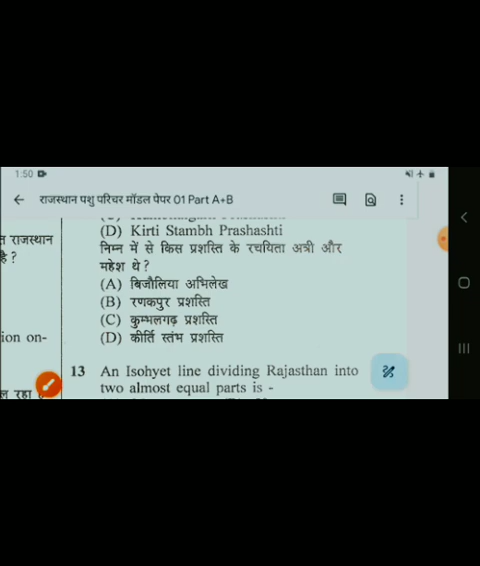 1:50
राजस्थान पशु परिचर मॉडल पेपर 01 Part A+B
(D) Kirti Stambh Prashashti
निम्न में से किस प्रशस्ति के रचयिता अत्री और
महेश थे ?
(A) बिजौलिया अभिलेख
(B) रणकपुर प्रशस्ति
(C) कुम्भलगढ़ प्रशस्ति
(D) कीर्ति स्तंभ प्रशस्ति
13 An Isohyet line dividing Rajasthan into
two almost equal parts is -
राजस्थान
है ?
ion on-
रहा